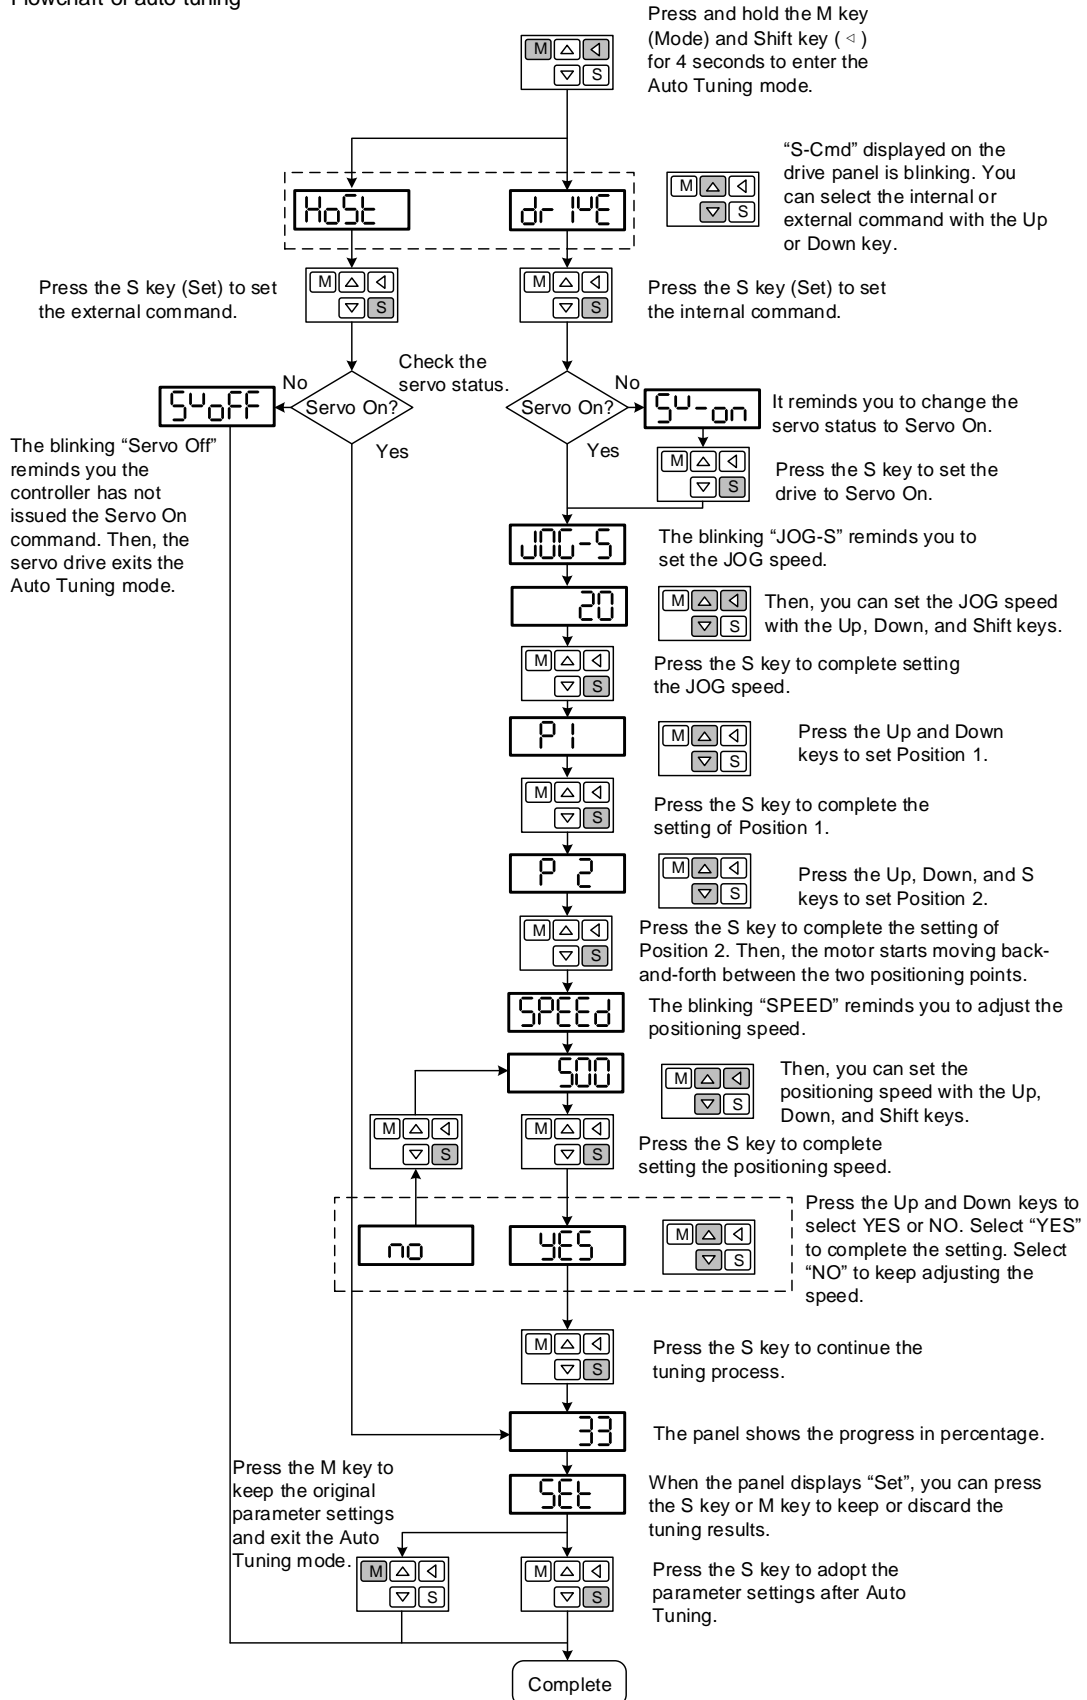 Flowchart of auto tuning
Press and hold the M key
(Mode) and Shift key ( ◁ )
for 4 seconds to enter the
Auto Tuning mode.
M
S
"S-Cmd" displayed on the
drive panel is blinking. You
can select the internal or
external command with the Up
or Down key.
HoSt
drIvE
M
S
Press the S key (Set) to set
the external command.
M
S
M
S
Press the S key (Set) to set
the internal command.
Check the
servo status.
No
SvoFF
Servo On?
Yes
Servo On?
No
Sv-on
Yes
It reminds you to change the
servo status to Servo On.
The blinking “Servo Off”
reminds you the
controller has not
issued the Servo On
command. Then, the
servo drive exits the
Auto Tuning mode.
M
S
Press the S key to set the
drive to Servo On.
JOG-S
The blinking “JOG-S” reminds you to
set the JOG speed.
20
M
S
Then, you can set the JOG speed
with the Up, Down, and Shift keys.
M
S
Press the S key to complete setting
the JOG speed.
P1
M
S
Press the Up and Down
keys to set Position 1.
M
S
Press the S key to complete the
setting of Position 1.
P 2
M
S
Press the Up, Down, and S
keys to set Position 2.
M
S
Press the S key to complete the setting of
Position 2. Then, the motor starts moving back-
and-forth between the two positioning points.
SPEEd
The blinking “SPEED” reminds you to adjust the
positioning speed.
500
M
S
Then, you can set the
positioning speed with the Up,
Down, and Shift keys.
M
S
M
S
Press the S key to complete
setting the positioning speed.
no
YES
M
S
Press the Up and Down keys to
select YES or NO. Select “YES”
to complete the setting. Select
“NO” to keep adjusting the
speed.
M
S
Press the S key to continue the
tuning process.
33
The panel shows the progress in percentage.
SEt
When the panel displays “Set”, you can press
the S key or M key to keep or discard the
tuning results.
Press the M key to
keep the original
parameter settings
and exit the Auto
Tuning mode.
M
S
M
S
Press the S key to adopt the
parameter settings after Auto
Tuning.
Complete